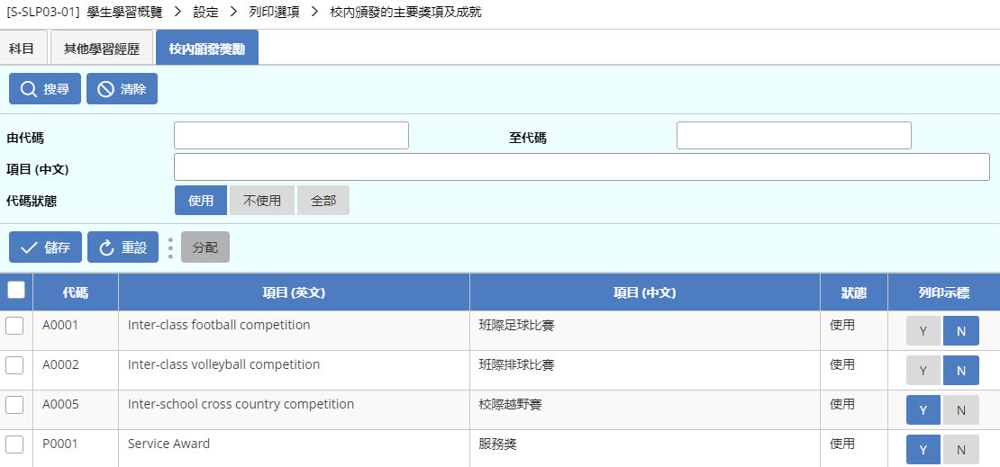 [S-SLP03-01] 學生學習概覽 > 設定 > 列印選項 > 校內頒發的主要獎項及成就
科目 其他學習經歷 校內頒發獎勵
搜尋 清除
由代碼 至代碼
項目 (中文)
代碼狀態 使用 不使用 全部
儲存 重設 分配
代碼 項目 (英文) 項目 (中文) 狀態 列印示標
A0001 Inter-class football competition 班際足球比賽 使用 Y N
A0002 Inter-class volleyball competition 班際排球比賽 使用 Y N
A0005 Inter-school cross country competition 校際越野賽 使用 Y N
P0001 Service Award 服務獎 使用 Y N